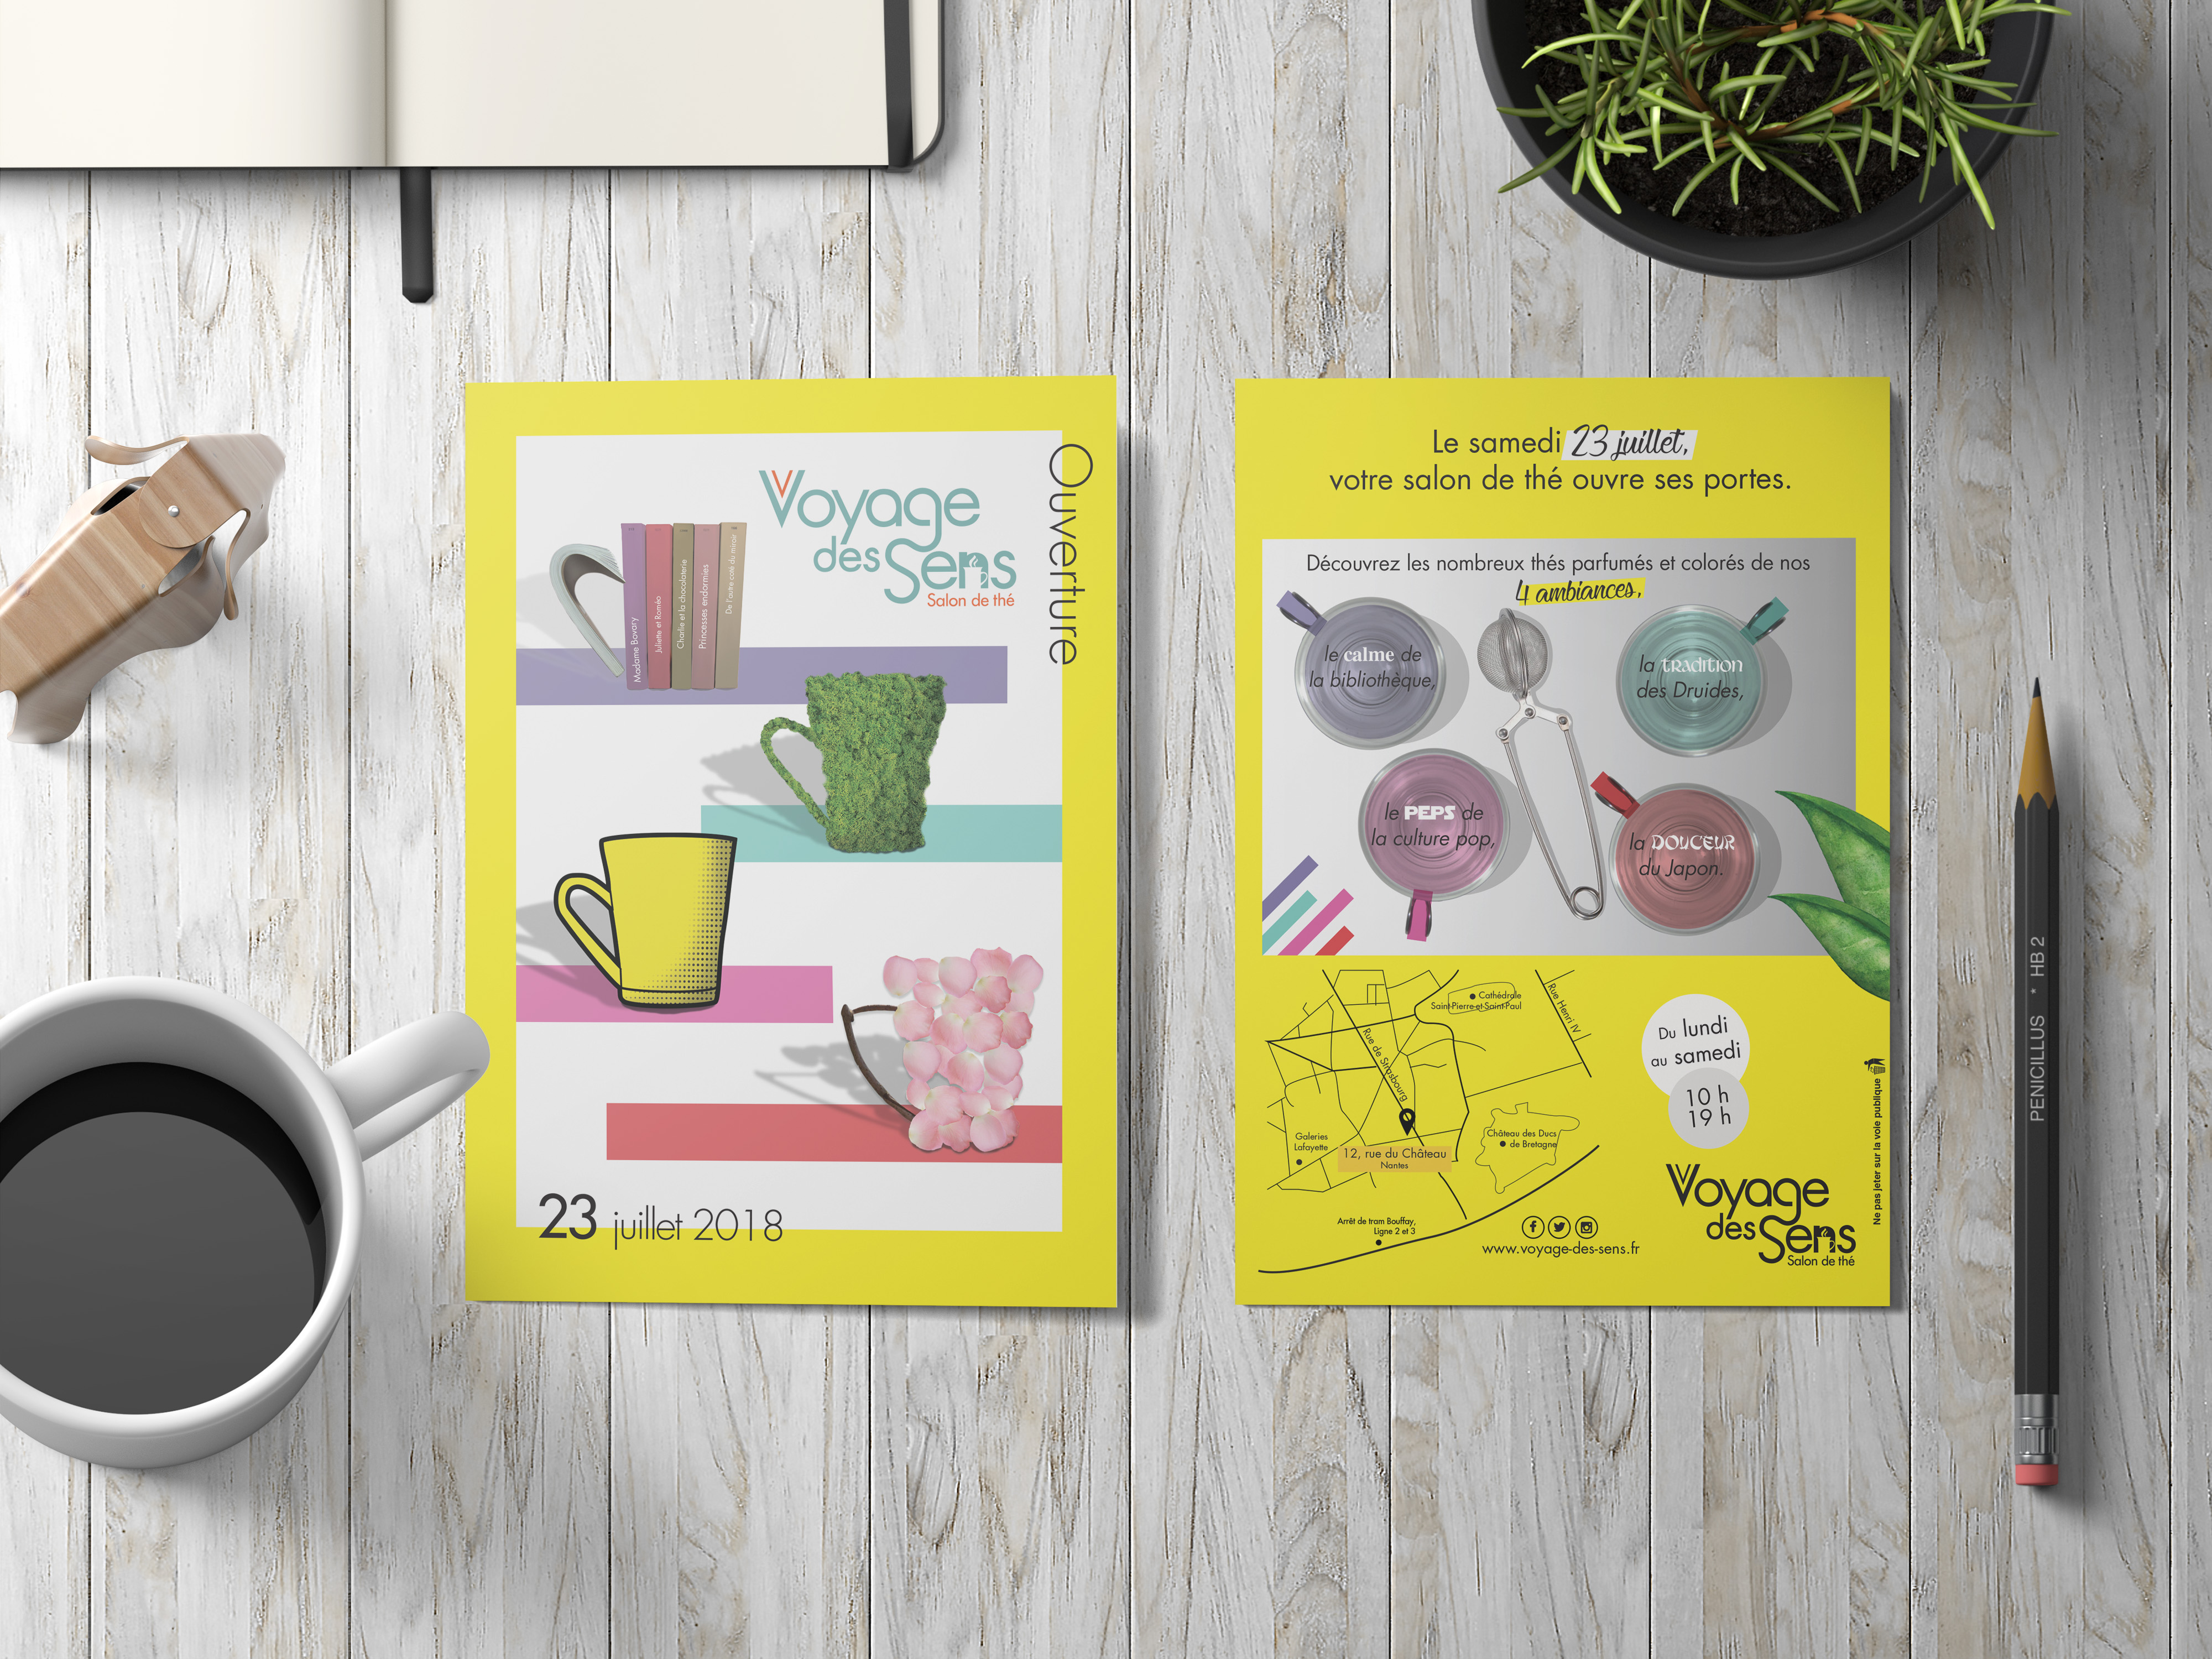 Voyage
des Sens
Salon de thé
Ouverture
Madame Bovary
Juliette et Roméo
Charlie et la chocolaterie
Princesses endormies
De l'autre coté du miroir
23 juillet 2018
Le samedi 23 juillet,
votre salon de thé ouvre ses portes.
Découvrez les nombreux thés parfumés et colorés de nos
4 ambiances,
le calme de
la bibliothèque,
la tradition
des Druides,
le PEPS de
la culture pop,
la DOUCEUR
du Japon.
Cathédrale
Saint-Pierre-et-Saint-Paul
Rue Henri IV
Rue de Strasbourg
Galeries
Lafayette
12, rue du Château
Nantes
Château des Ducs
de Bretagne
Arrêt de tram Bouffay,
Ligne 2 et 3
Du lundi
au samedi
10 h
19 h
www.voyage-des-sens.fr
Voyage
des Sens
Salon de thé
Ne pas jeter sur la voie publique
PENICILLUS * HB 2